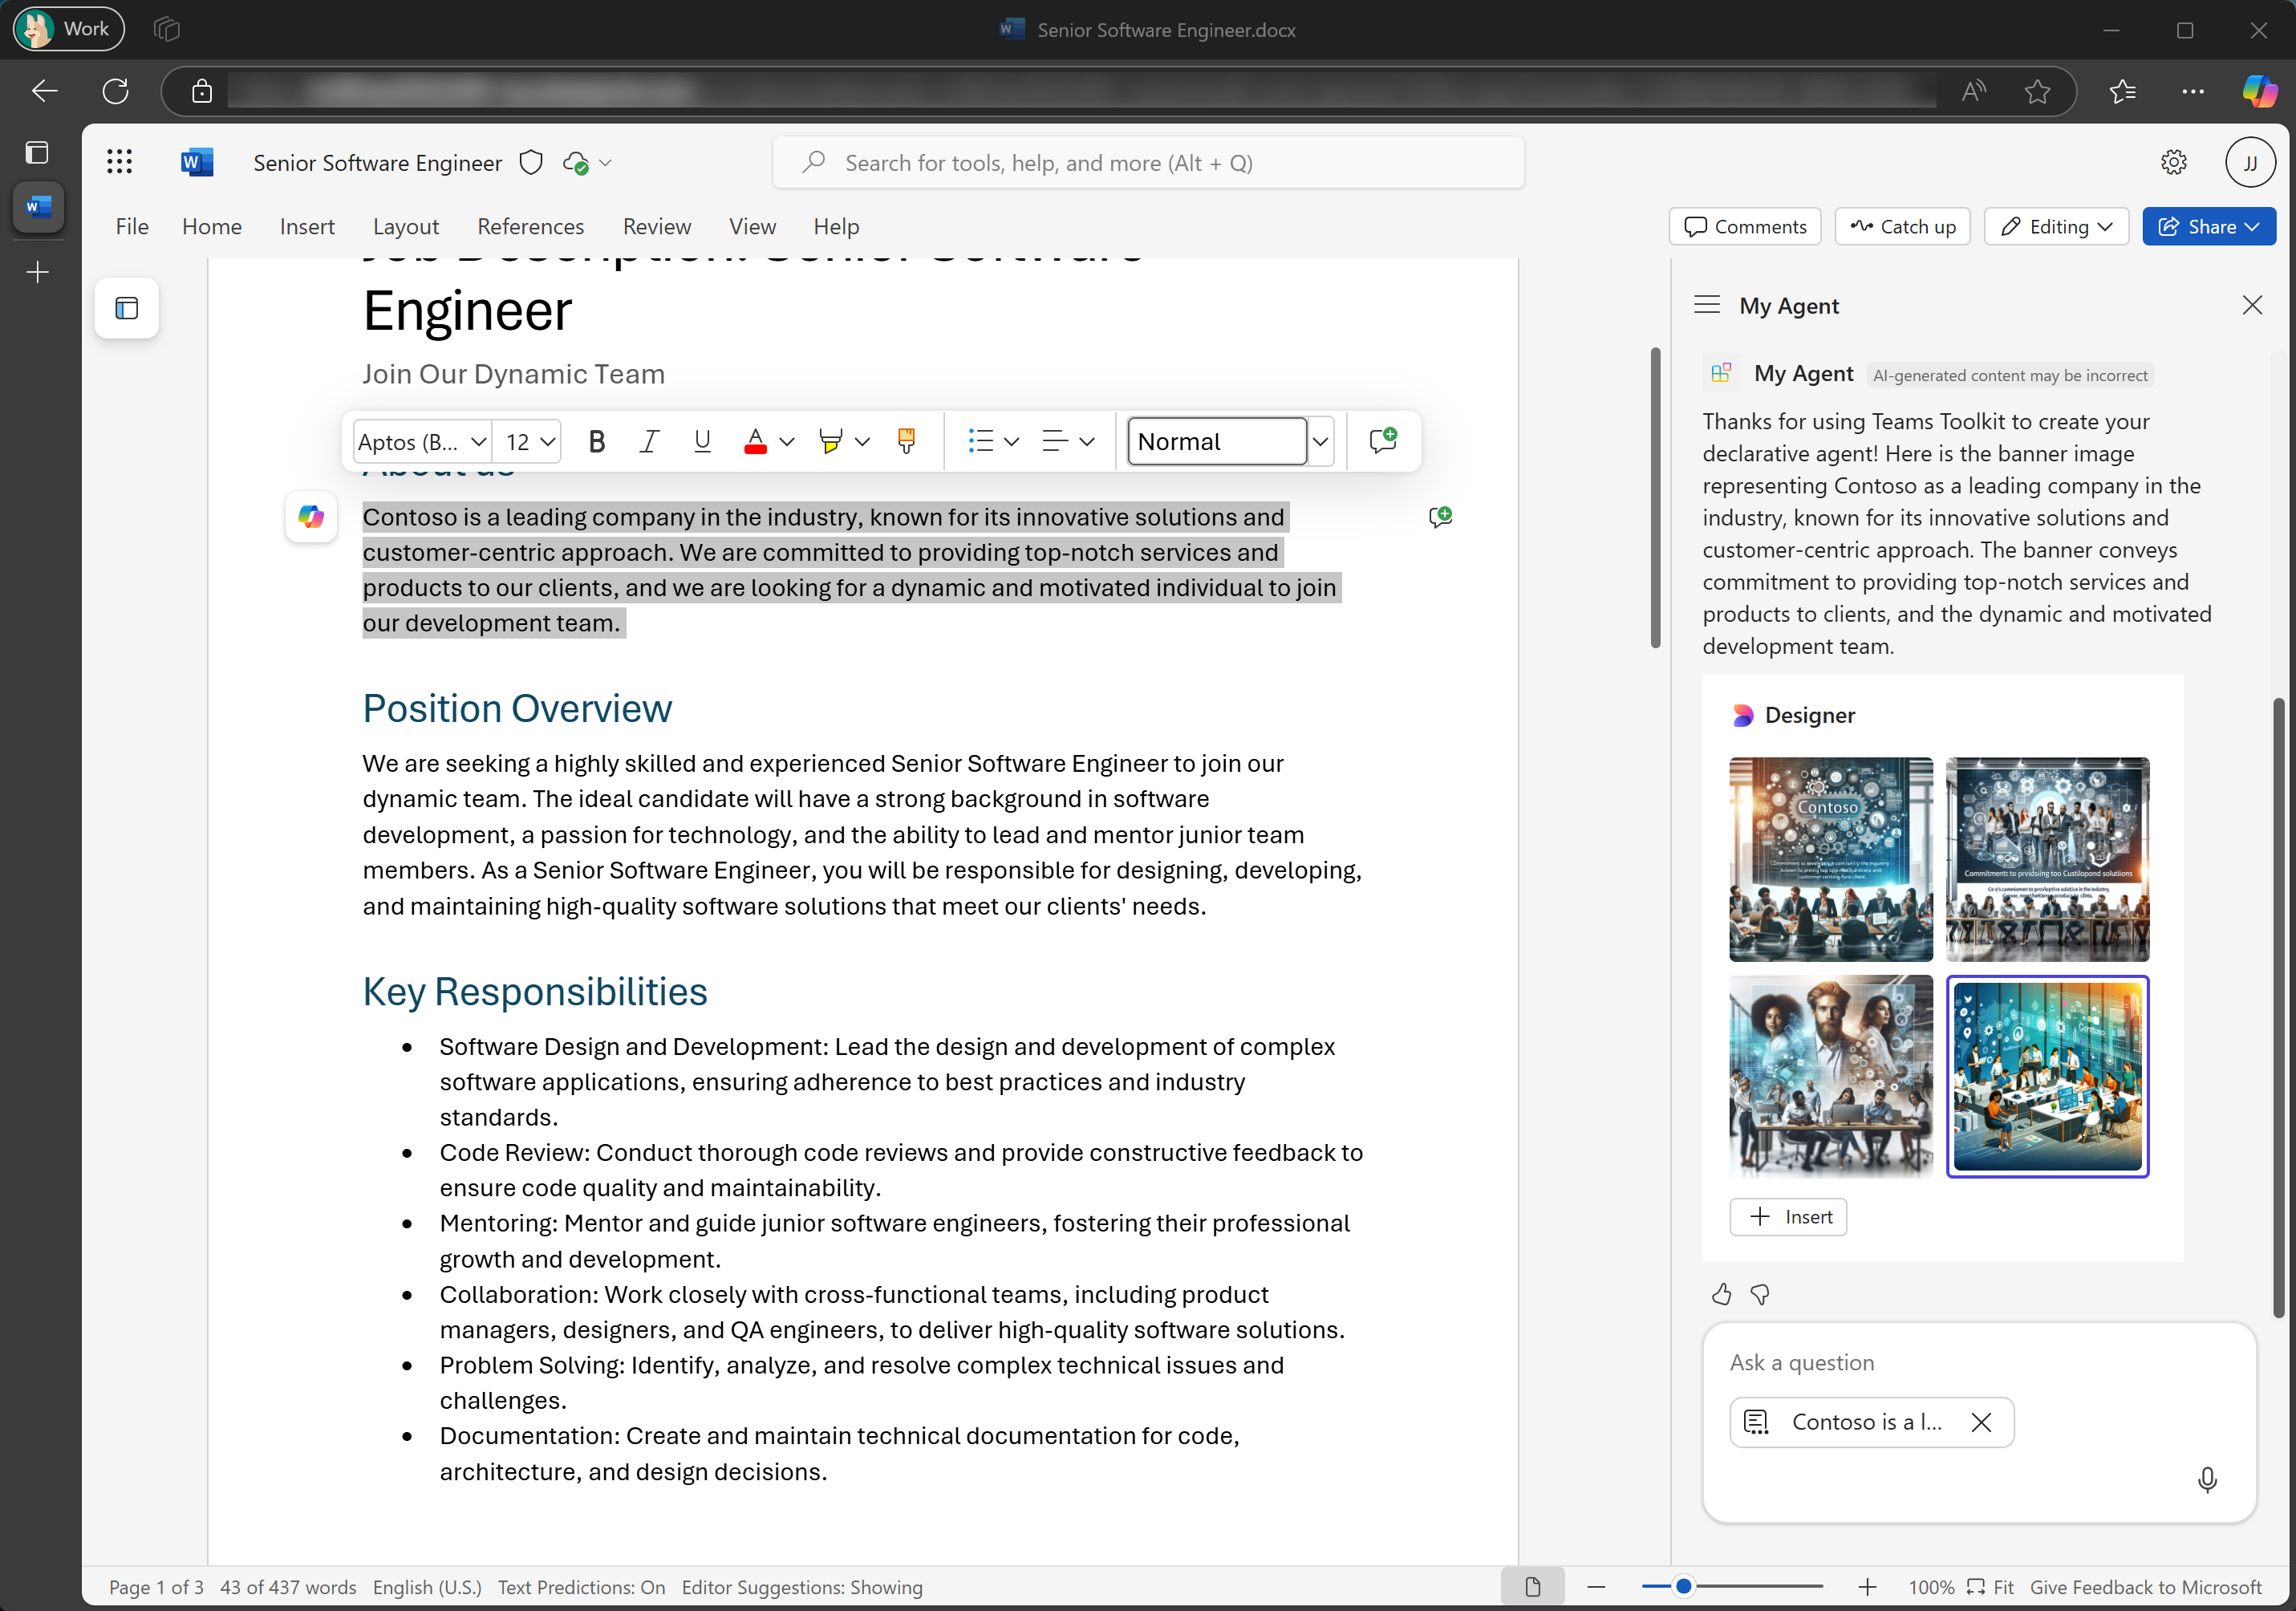 Work
Senior Software Engineer.docx
Senior Software Engineer
Search for tools, help, and more (Alt + Q)
JJ
File Home Insert Layout References Review View Help
Comments Catch up Editing Share
Job Description: Senior Software
Engineer
Join Our Dynamic Team
Aptos (B... 12 B I U A Normal
About us
Contoso is a leading company in the industry, known for its innovative solutions and
customer-centric approach. We are committed to providing top-notch services and
products to our clients, and we are looking for a dynamic and motivated individual to join
our development team.
Position Overview
We are seeking a highly skilled and experienced Senior Software Engineer to join our
dynamic team. The ideal candidate will have a strong background in software
development, a passion for technology, and the ability to lead and mentor junior team
members. As a Senior Software Engineer, you will be responsible for designing, developing,
and maintaining high-quality software solutions that meet our clients' needs.
Key Responsibilities
• Software Design and Development: Lead the design and development of complex
software applications, ensuring adherence to best practices and industry
standards.
• Code Review: Conduct thorough code reviews and provide constructive feedback to
ensure code quality and maintainability.
• Mentoring: Mentor and guide junior software engineers, fostering their professional
growth and development.
• Collaboration: Work closely with cross-functional teams, including product
managers, designers, and QA engineers, to deliver high-quality software solutions.
• Problem Solving: Identify, analyze, and resolve complex technical issues and
challenges.
• Documentation: Create and maintain technical documentation for code,
architecture, and design decisions.
My Agent
My Agent AI-generated content may be incorrect
Thanks for using Teams Toolkit to create your
declarative agent! Here is the banner image
representing Contoso as a leading company in the
industry, known for its innovative solutions and
customer-centric approach. The banner conveys
commitment to providing top-notch services and
products to clients, and the dynamic and motivated
development team.
Designer
Contoso
Contoso
Insert
Ask a question
Contoso is a l...
Page 1 of 3 43 of 437 words English (U.S.) Text Predictions: On Editor Suggestions: Showing
100% Fit Give Feedback to Microsoft